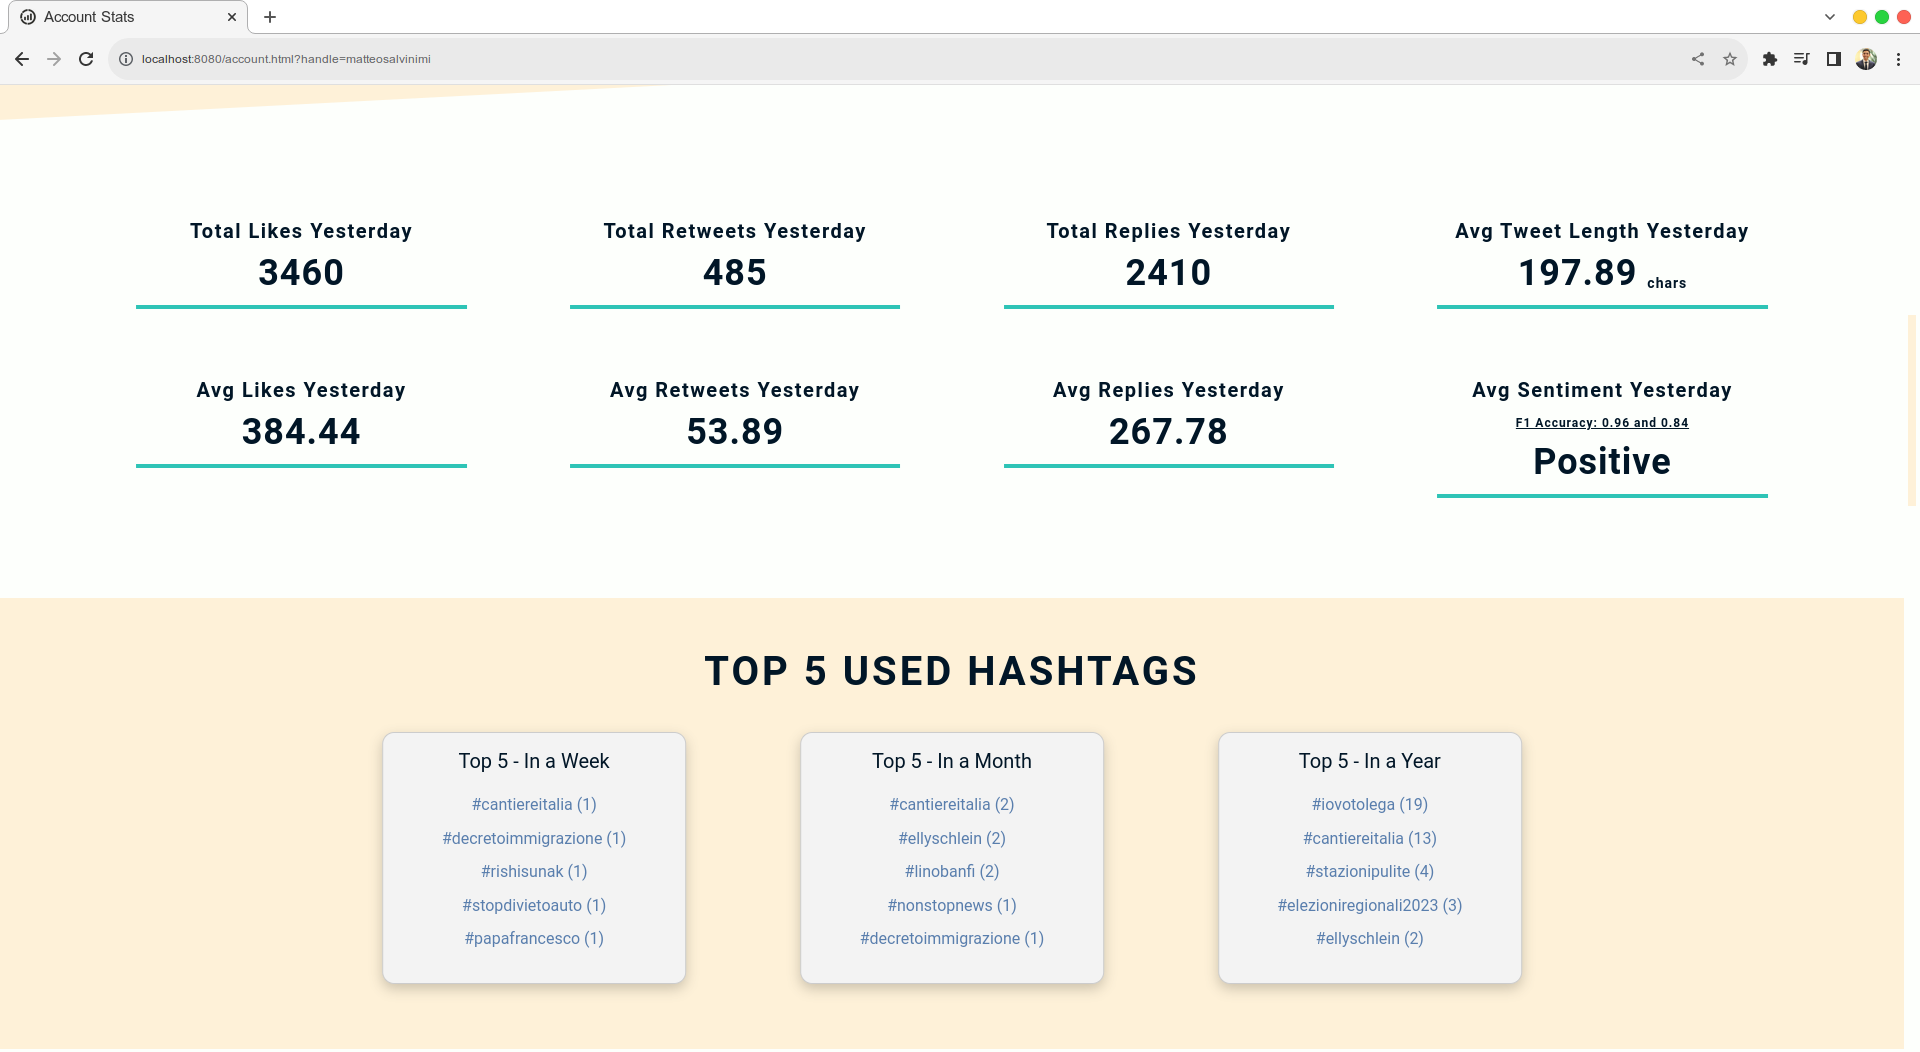 Account Stats
localhost:8080/account.html?handle=matteosalvinimi
Total Likes Yesterday
3460
Total Retweets Yesterday
485
Total Replies Yesterday
2410
Avg Tweet Length Yesterday
197.89 chars
Avg Likes Yesterday
384.44
Avg Retweets Yesterday
53.89
Avg Replies Yesterday
267.78
Avg Sentiment Yesterday
F1 Accuracy: 0.96 and 0.84
Positive
TOP 5 USED HASHTAGS
Top 5 - In a Week
#cantiereitalia (1)
#decretoimmigrazione (1)
#rishisunak (1)
#stopdivietoauto (1)
#papafrancesco (1)
Top 5 - In a Month
#cantiereitalia (2)
#ellyschlein (2)
#linobanfi (2)
#nonstopnews (1)
#decretoimmigrazione (1)
Top 5 - In a Year
#iovotolega (19)
#cantiereitalia (13)
#stazionipulite (4)
#elezioniregionali2023 (3)
#ellyschlein (2)